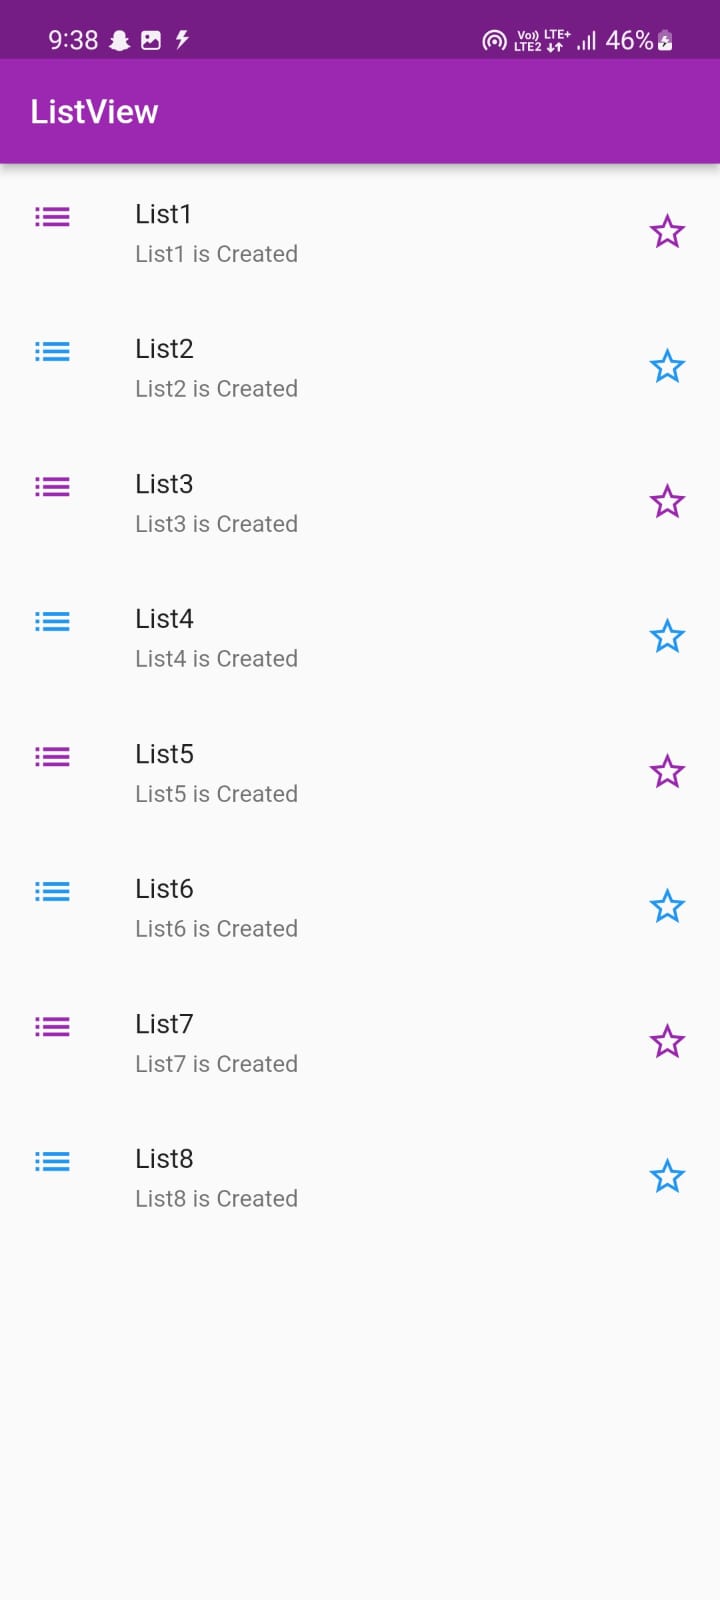 9:38 Vo)) LTE+ LTE2 46%
ListView
List1
List1 is Created
List2
List2 is Created
List3
List3 is Created
List4
List4 is Created
List5
List5 is Created
List6
List6 is Created
List7
List7 is Created
List8
List8 is Created